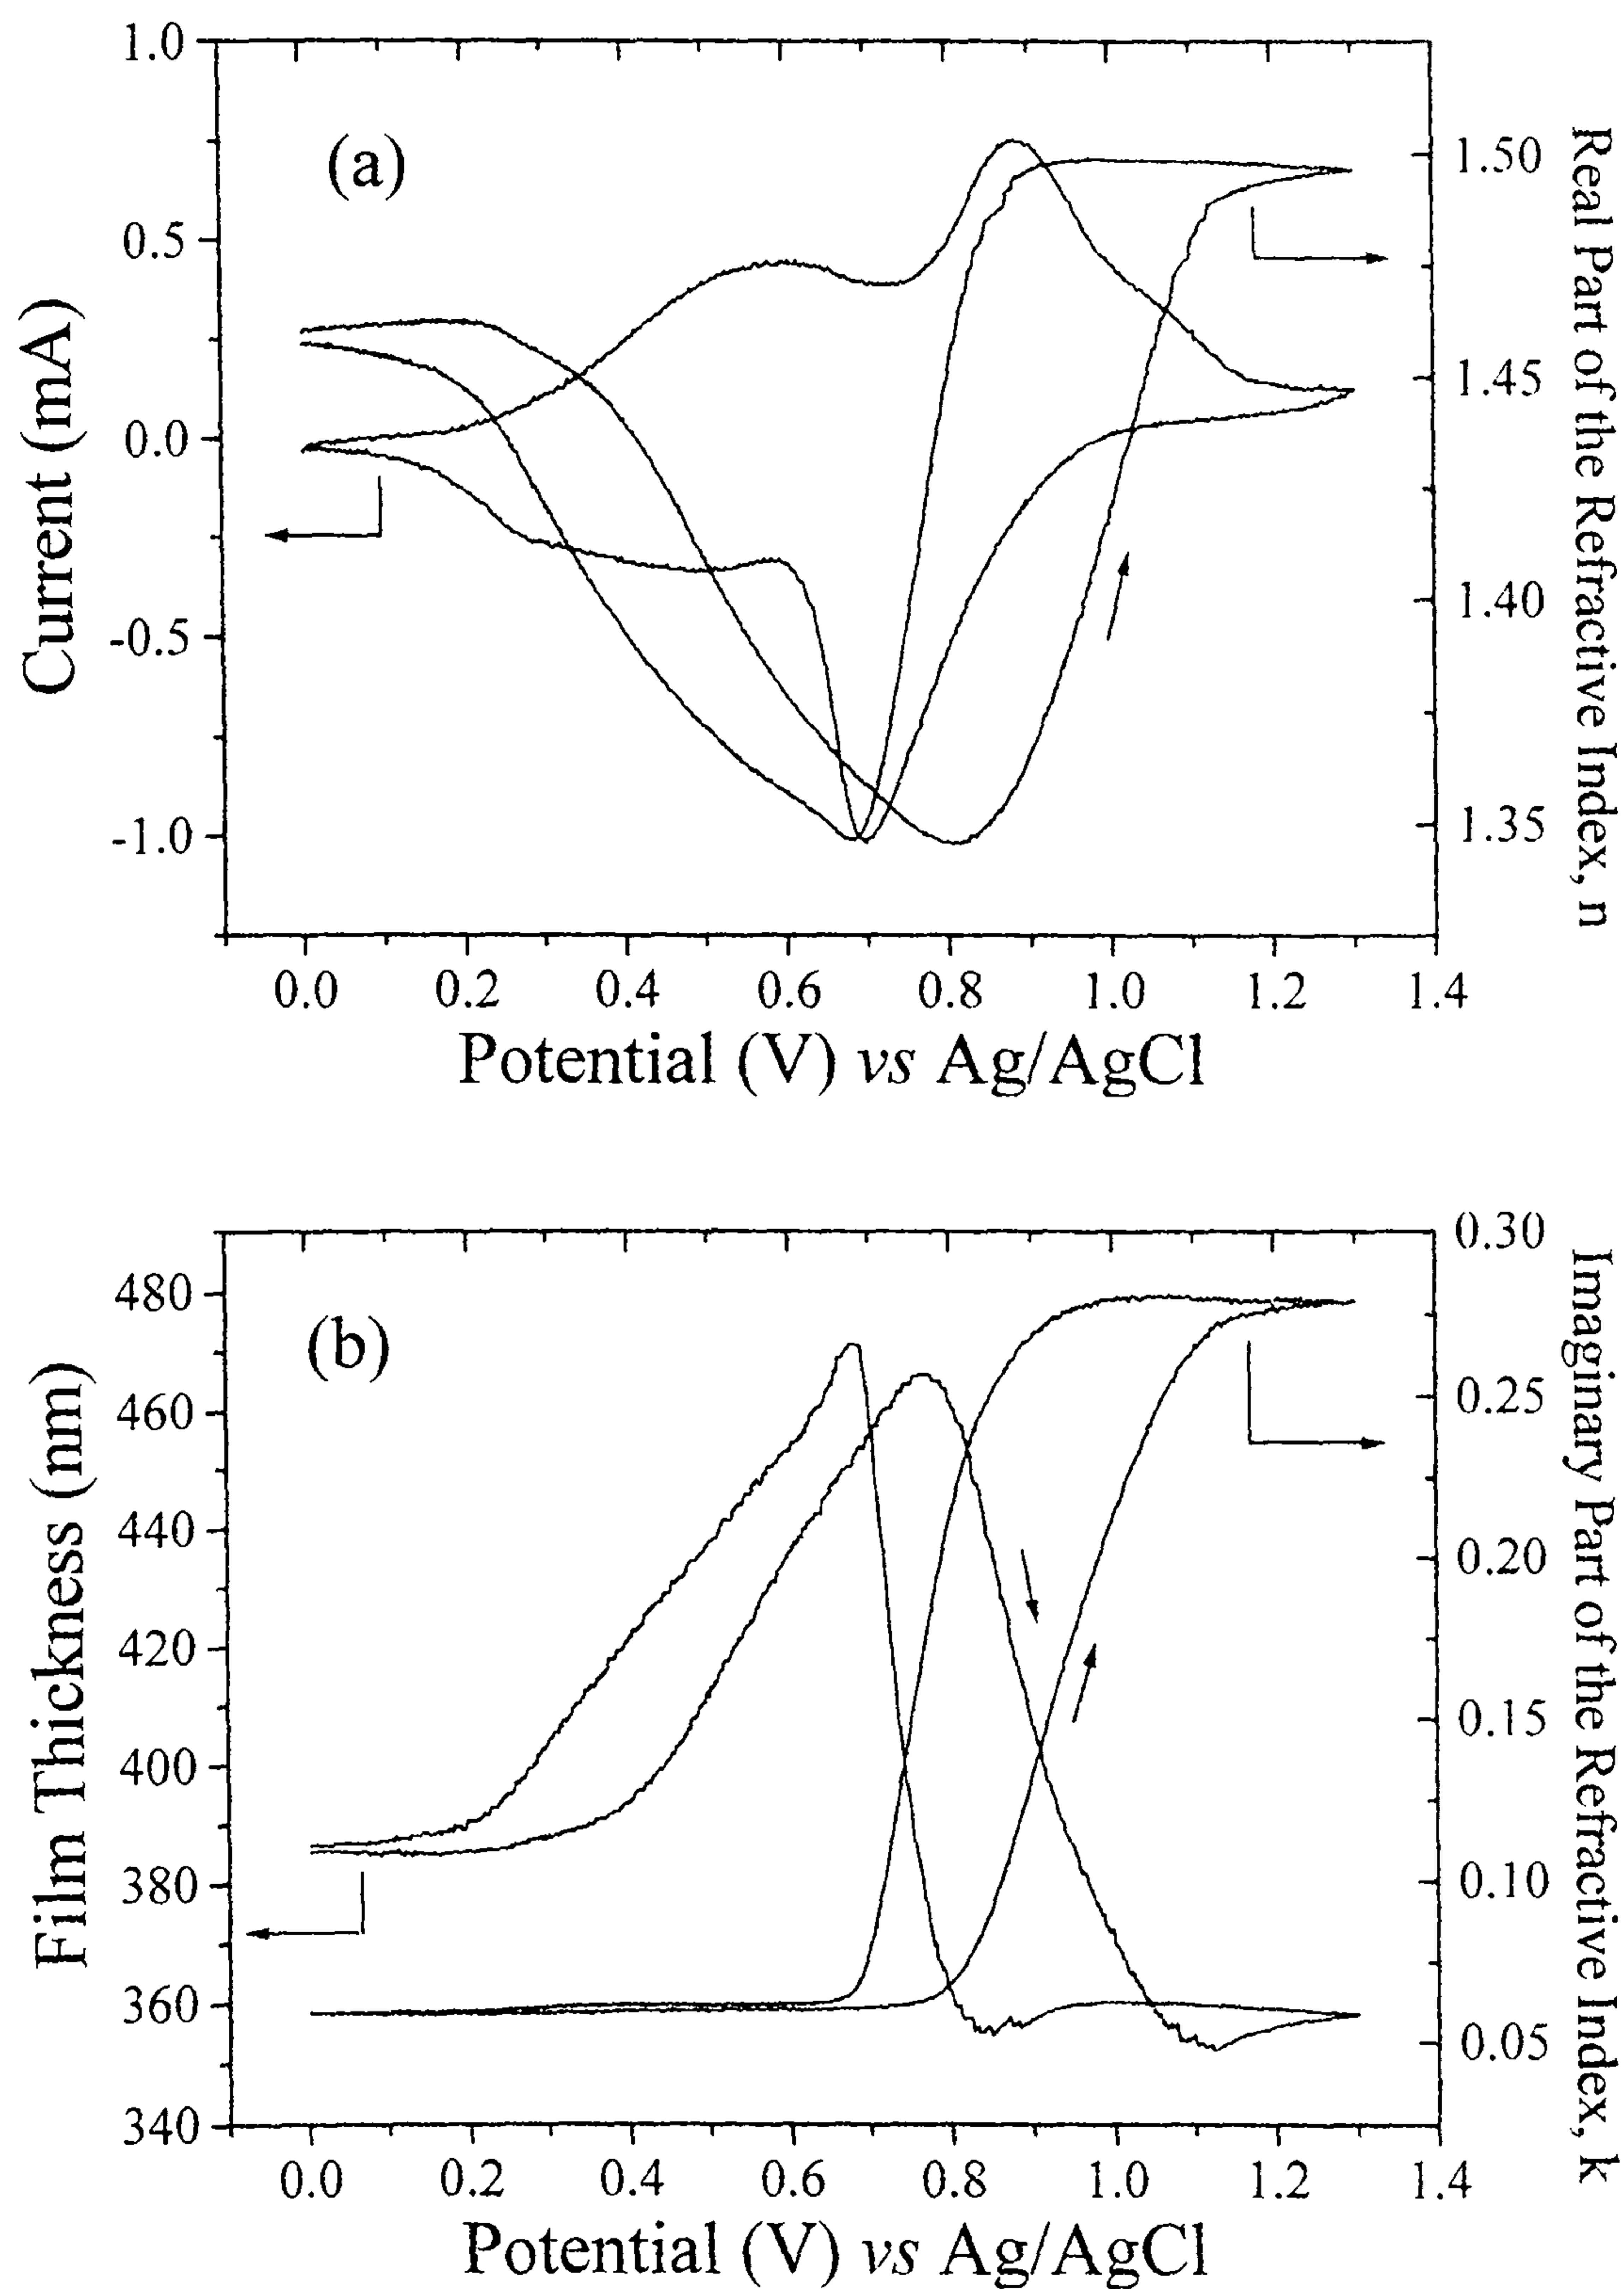 (a)
Current (mA)
1.0
0.5
0.0
-0.5
-1.0
Real Part of the Refractive Index, n
1.50
1.45
1.40
1.35
0.0 0.2 0.4 0.6 0.8 1.0 1.2 1.4
Potential (V) vs Ag/AgCl
(b)
Film Thickness (nm)
480
460
440
420
400
380
360
340
Imaginary Part of the Refractive Index, k
0.30
0.25
0.20
0.15
0.10
0.05
0.0 0.2 0.4 0.6 0.8 1.0 1.2 1.4
Potential (V) vs Ag/AgCl